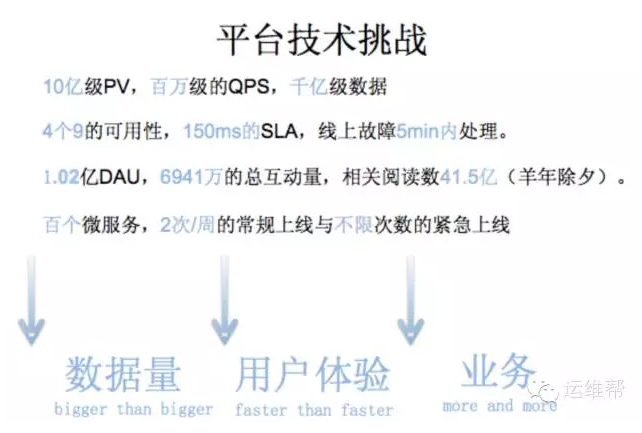 平台技术挑战
10亿级PV，百万级的QPS，千亿级数据
4个9的可用性，150ms的SLA，线上故障5min内处理。
1.02亿DAU，6941万的总互动量，相关阅读数41.5亿（羊年除夕）。
百个微服务，2次/周的常规上线与不限次数的紧急上线
数据量 用户体验 业务
bigger than bigger faster than faster more and more
运维帮